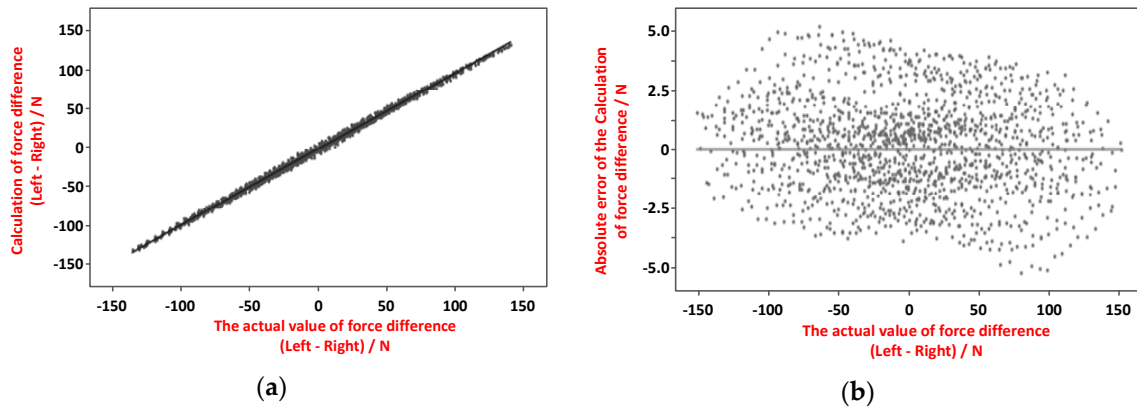 Calculation of force difference
(Left - Right) / N
150
100
50
0
-50
-100
-150
-150
-100
-50
0
50
100
150
The actual value of force difference
(Left - Right) / N
(a)
Absolute error of the Calculation
of force difference / N
5.0
2.5
0
-2.5
-5.0
-150
-100
-50
0
50
100
150
The actual value of force difference
(Left - Right) / N
(b)